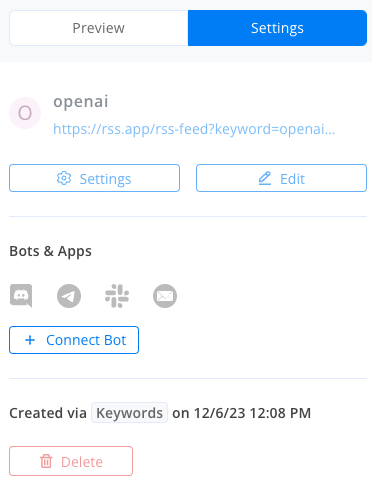 Preview
Settings
O
openai
https://rss.app/rss-feed?keyword=openai...
Settings
Edit
Bots & Apps
+ Connect Bot
Created via Keywords on 12/6/23 12:08 PM
Delete